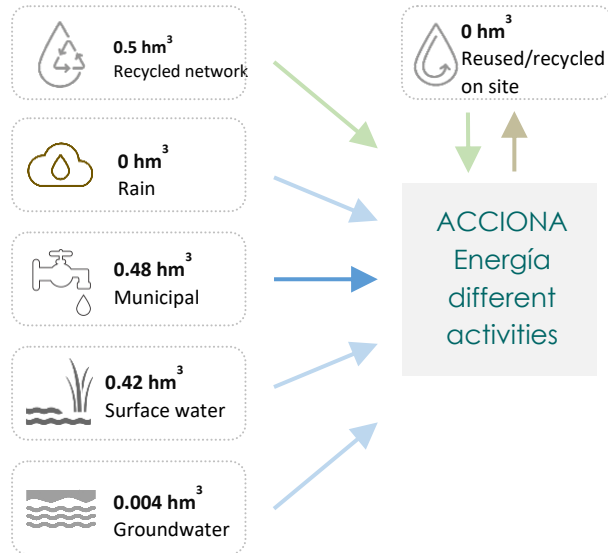 0.5 hm³
Recycled network
0 hm³
Rain
0.48 hm³
Municipal
0.42 hm³
Surface water
0.004 hm³
Groundwater
0 hm³
Reused/recycled
on site
ACCIONA
Energía
different
activities